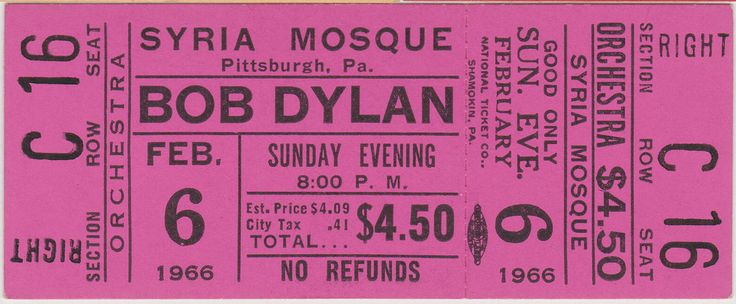 SEAT 16
ROW C
SECTION RIGHT
ORCHESTRA
SYRIA MOSQUE
Pittsburgh, Pa.
BOB DYLAN
FEB.
6
1966
SUNDAY EVENING
8:00 P. M.
Est. Price $4.09
City Tax .41
TOTAL... $4.50
NO REFUNDS
NATIONAL TICKET CO.,
SHAMOKIN, PA.
GOOD ONLY
SUN. EVE.
FEBRUARY
6
1966
SYRIA MOSQUE
ORCHESTRA $4.50
SECTION RIGHT
ROW C
SEAT 16